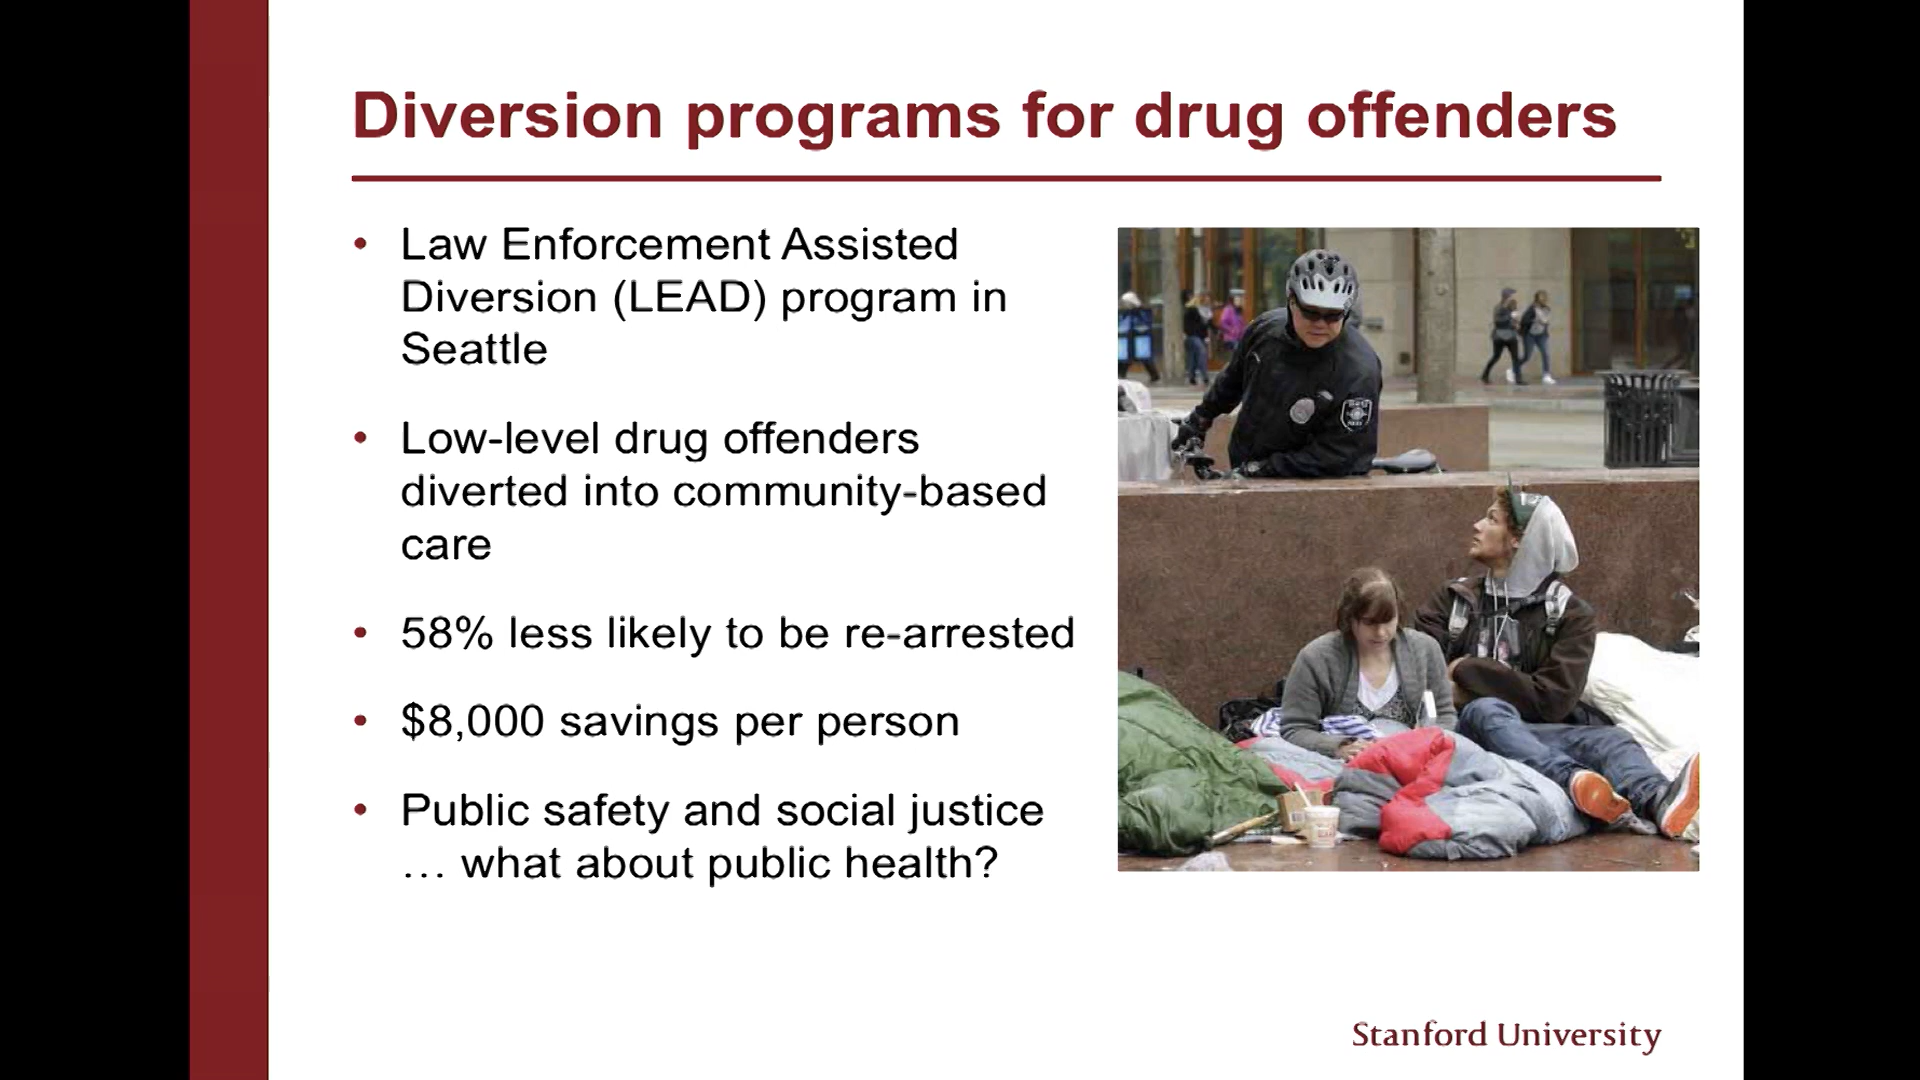 Diversion programs for drug offenders
• Law Enforcement Assisted
Diversion (LEAD) program in
Seattle
• Low-level drug offenders
diverted into community-based
care
• 58% less likely to be re-arrested
• $8,000 savings per person
• Public safety and social justice
… what about public health?
Stanford University